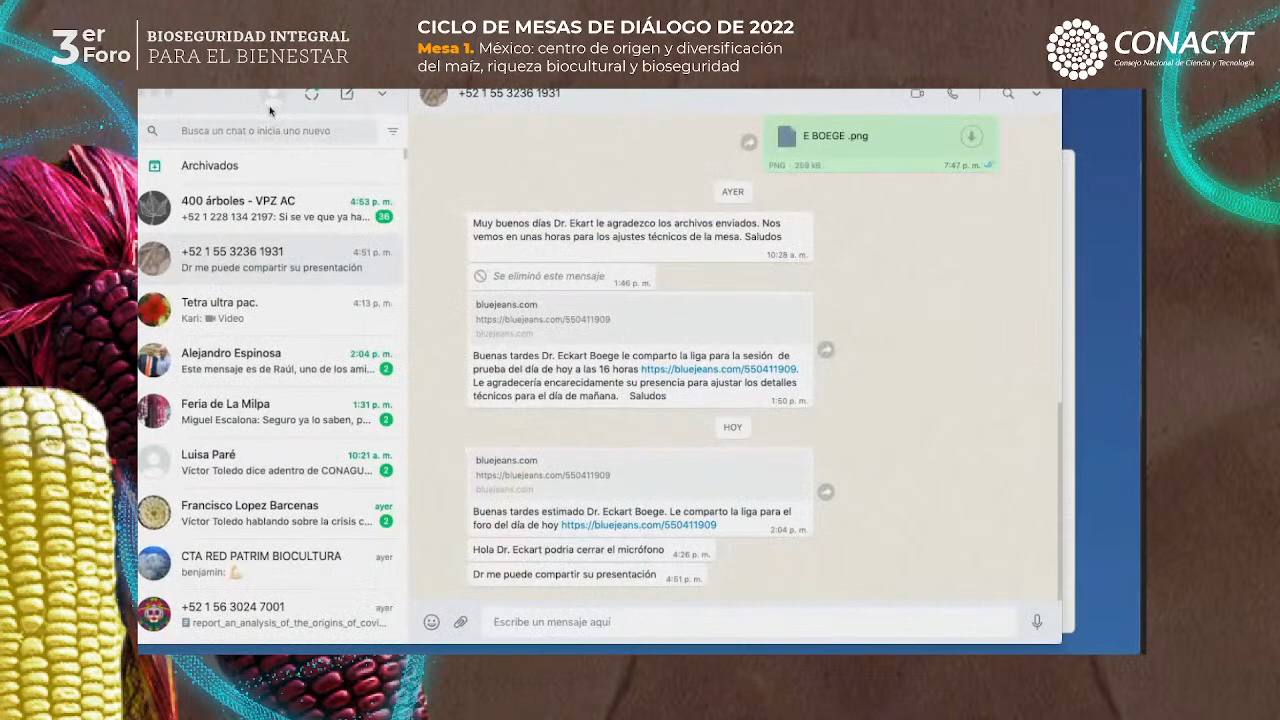 3er Foro
BIOSEGURIDAD INTEGRAL
PARA EL BIENESTAR
CICLO DE MESAS DE DIÁLOGO DE 2022
Mesa 1. México: centro de origen y diversificación
del maíz, riqueza biocultural y bioseguridad
CONACYT
Consejo Nacional de Ciencia y Tecnología
Busca un chat o inicia uno nuevo
Archivados
400 árboles - VPZ AC 4:53 p. m.
+52 1 228 134 2197: Si se ve que ya ha... 36
+52 1 55 3236 1931 4:51 p. m.
Dr me puede compartir su presentación
Tetra ultra pac. 4:13 p. m.
Kari: Video
Alejandro Espinosa 2:04 p. m.
Este mensaje es de Raúl, uno de los ami... 2
Feria de La Milpa 1:31 p. m.
Miguel Escalona: Seguro ya lo saben, p... 2
Luisa Paré 10:21 a. m.
Víctor Toledo dice adentro de CONAGU... 2
Francisco Lopez Barcenas ayer
Víctor Toledo hablando sobre la crisis c... 2
CTA RED PATRIM BIOCULTURA ayer
benjamin: 💪🏻
+52 1 56 3024 7001 ayer
report_an_analysis_of_the_origins_of_covi...
+52 1 55 3236 1931
E BOEGE .png
PNG · 259 kB 7:47 p. m.
AYER
Muy buenos días Dr. Ekart le agradezco los archivos enviados. Nos
vemos en unas horas para los ajustes técnicos de la mesa. Saludos
10:28 a. m.
Se eliminó este mensaje 1:46 p. m.
bluejeans.com
https://bluejeans.com/550411909
bluejeans.com
Buenas tardes Dr. Eckart Boege le comparto la liga para la sesión de
prueba del día de hoy a las 16 horas https://bluejeans.com/550411909.
Le agradecería encarecidamente su presencia para ajustar los detalles
técnicos para el día de mañana. Saludos 1:50 p. m.
HOY
bluejeans.com
https://bluejeans.com/550411909
bluejeans.com
Buenas tardes estimado Dr. Eckart Boege. Le comparto la liga para el
foro del día de hoy https://bluejeans.com/550411909 2:04 p. m.
Hola Dr. Eckart podria cerrar el micrófono 4:26 p. m.
Dr me puede compartir su presentación 4:51 p. m.
Escribe un mensaje aquí